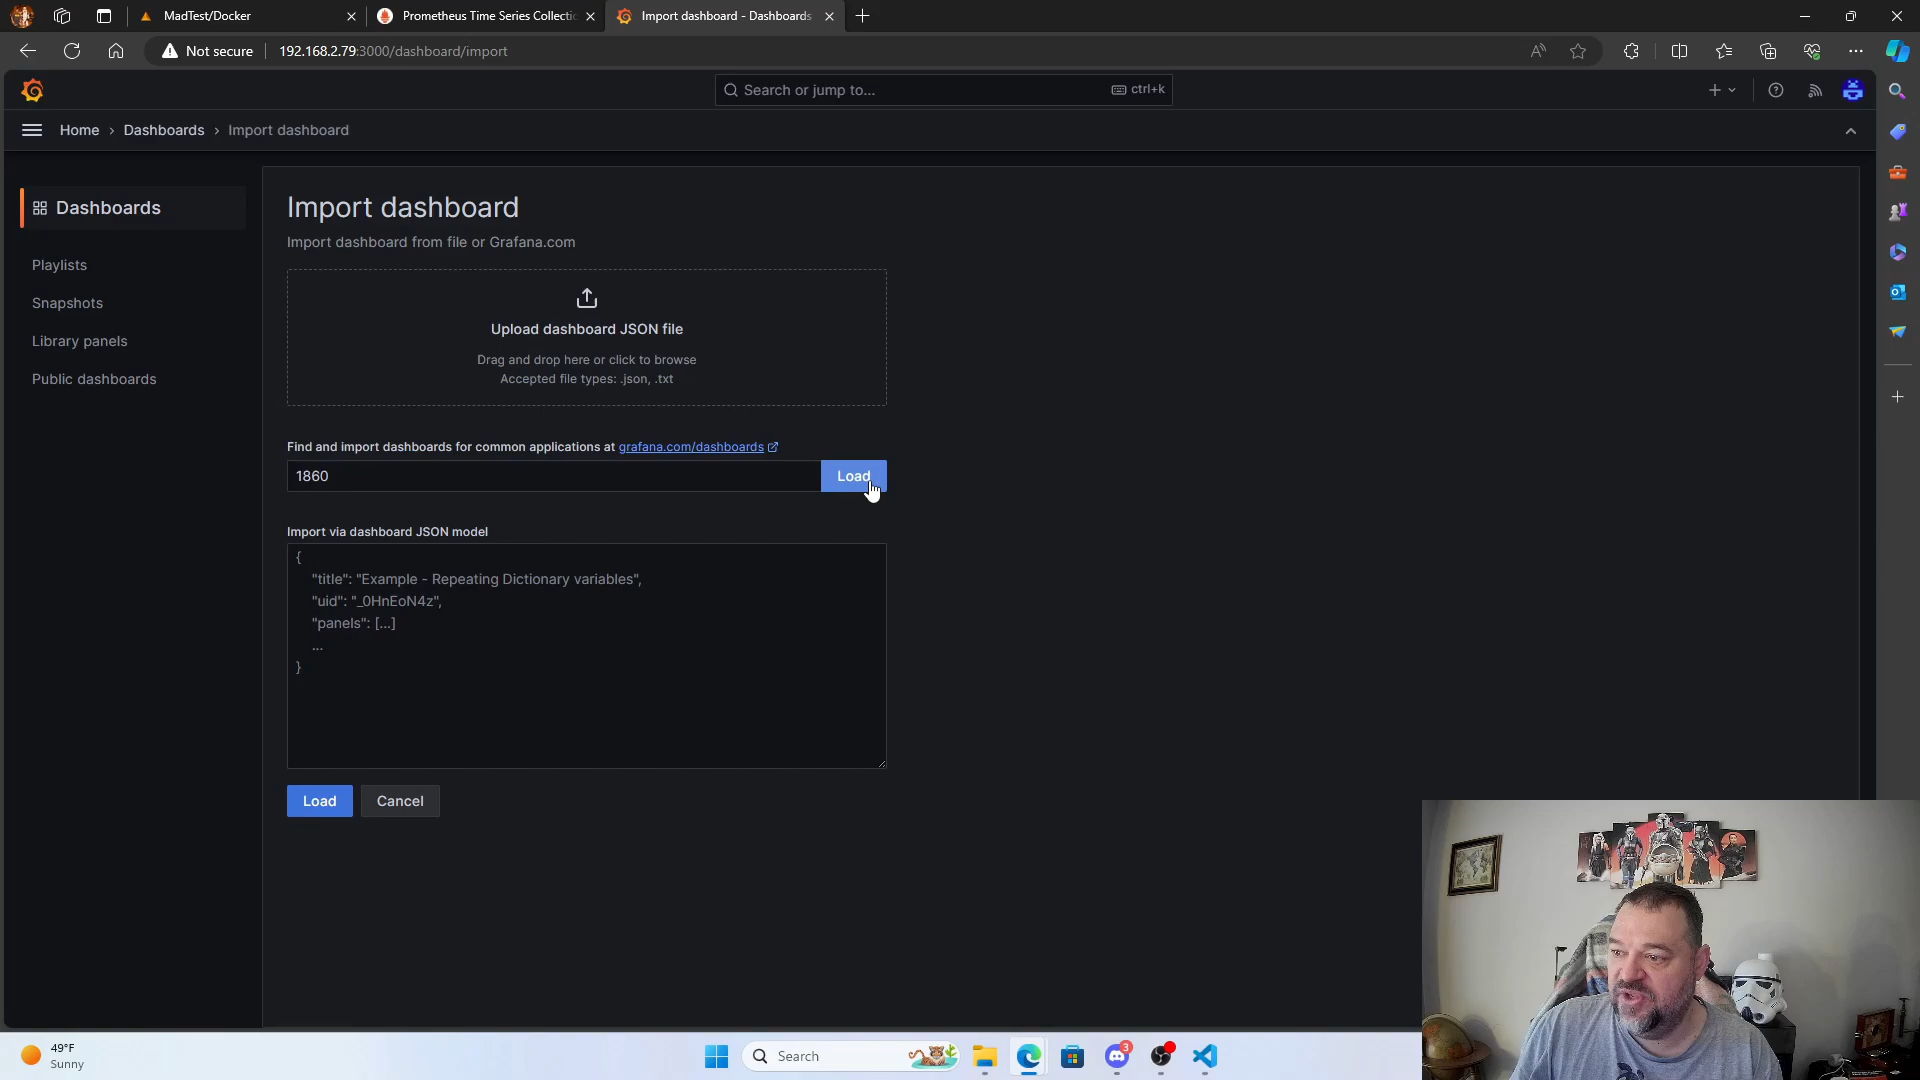 MadTest/Docker
Prometheus Time Series Collectio
Import dashboard - Dashboards
Not secure
192.168.2.79:3000/dashboard/import
Search or jump to...
ctrl+k
Home › Dashboards › Import dashboard
Dashboards
Playlists
Snapshots
Library panels
Public dashboards
Import dashboard
Import dashboard from file or Grafana.com
Upload dashboard JSON file
Drag and drop here or click to browse
Accepted file types: .json, .txt
Find and import dashboards for common applications at grafana.com/dashboards
1860
Load
Import via dashboard JSON model
{
"title": "Example - Repeating Dictionary variables",
"uid": "_0HnEoN4z",
"panels": [...]
...
}
Load
Cancel
49°F
Sunny
Search
3